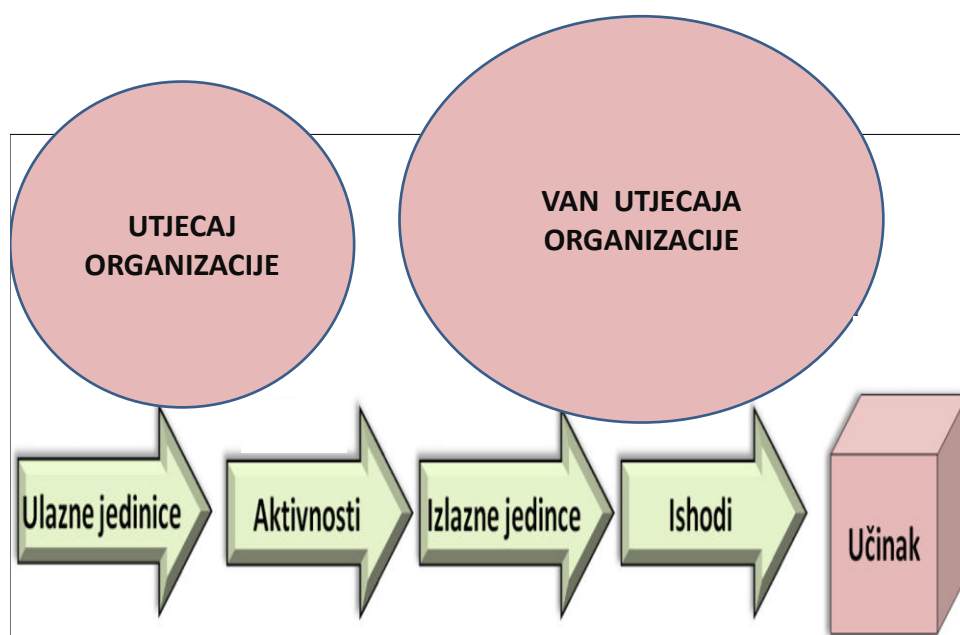 UTJECAJ
ORGANIZACIJE
VAN UTJECAJA
ORGANIZACIJE
Ulazne jedinice
Aktivnosti
Izlazne jedince
Ishodi
Učinak